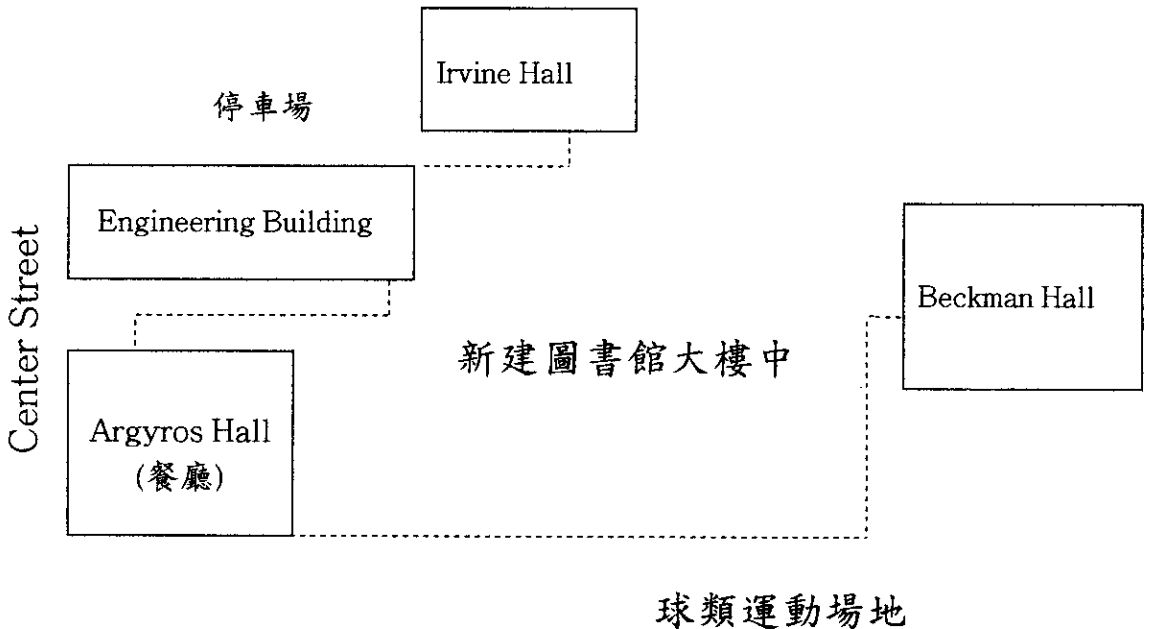 Irvine Hall
停車場
Engineering Building
Center Street
Beckman Hall
新建圖書館大樓中
Argyros Hall
(餐廳)
球類運動場地